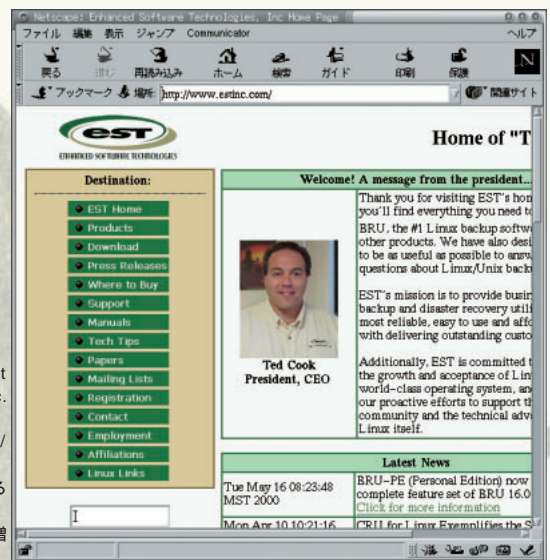 Netscape: Enhanced Software Technologies, Inc Home Page
ファイル 編集 表示 ジャンプ Communicator ヘルプ
戻る 進む 再読み込み ホーム 検索 ガイド 印刷 保護 N
ブックマーク 場所: http://www.estinc.com/ 関連サイト
EST
ENHANCED SOFTWARE TECHNOLOGIES
Home of "T
Destination:
EST Home
Products
Download
Press Releases
Where to Buy
Support
Manuals
Tech Tips
Papers
Mailing Lists
Registration
Contact
Employment
Affiliations
Linux Links
Welcome! A message from the president...
Ted Cook
President, CEO
Thank you for visiting EST's hom
you'll find everything you need to
BRU, the #1 Linux backup softw
other products. We have also desi
to be as useful as possible to answ
questions about Linux/Unix back
EST's mission is to provide busin
backup and disaster recovery utili
most reliable, easy to use and affo
with delivering outstanding custo
Additionally, EST is committed t
the growth and acceptance of Lin
world-class operating system, an
our proactive efforts to support th
community and the technical adv
Linux itself.
Latest News
Tue May 16 08:23:48
MST 2000
BRU-PE (Personal Edition) now
complete feature set of BRU 16.0
Click for more information
Mon Apr 10 10:21:16
CRU for Linux Exemplifies the S
t
.
/
る
増